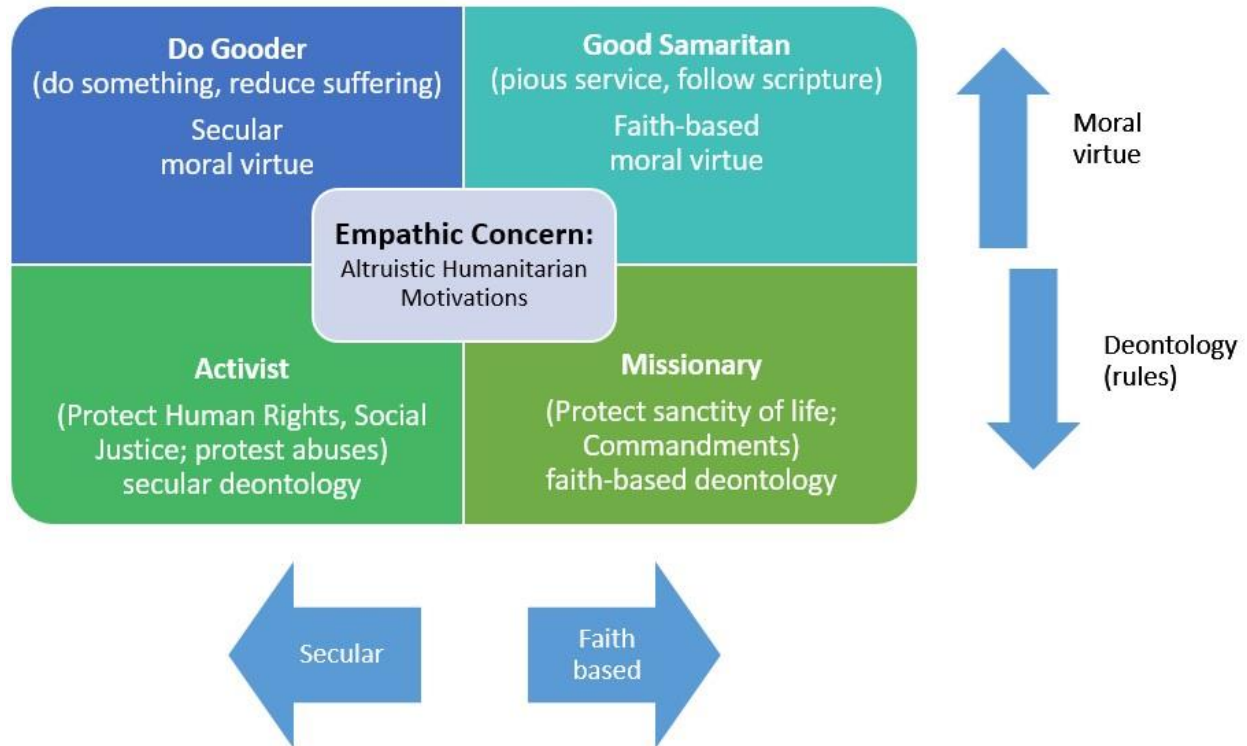 Do Gooder
(do something, reduce suffering)
Secular
moral virtue
Good Samaritan
(pious service, follow scripture)
Faith-based
moral virtue
Moral
virtue
Empathic Concern:
Altruistic Humanitarian
Motivations
Activist
(Protect Human Rights, Social
Justice; protest abuses)
secular deontology
Missionary
(Protect sanctity of life;
Commandments)
faith-based deontology
Deontology
(rules)
Secular
Faith
based